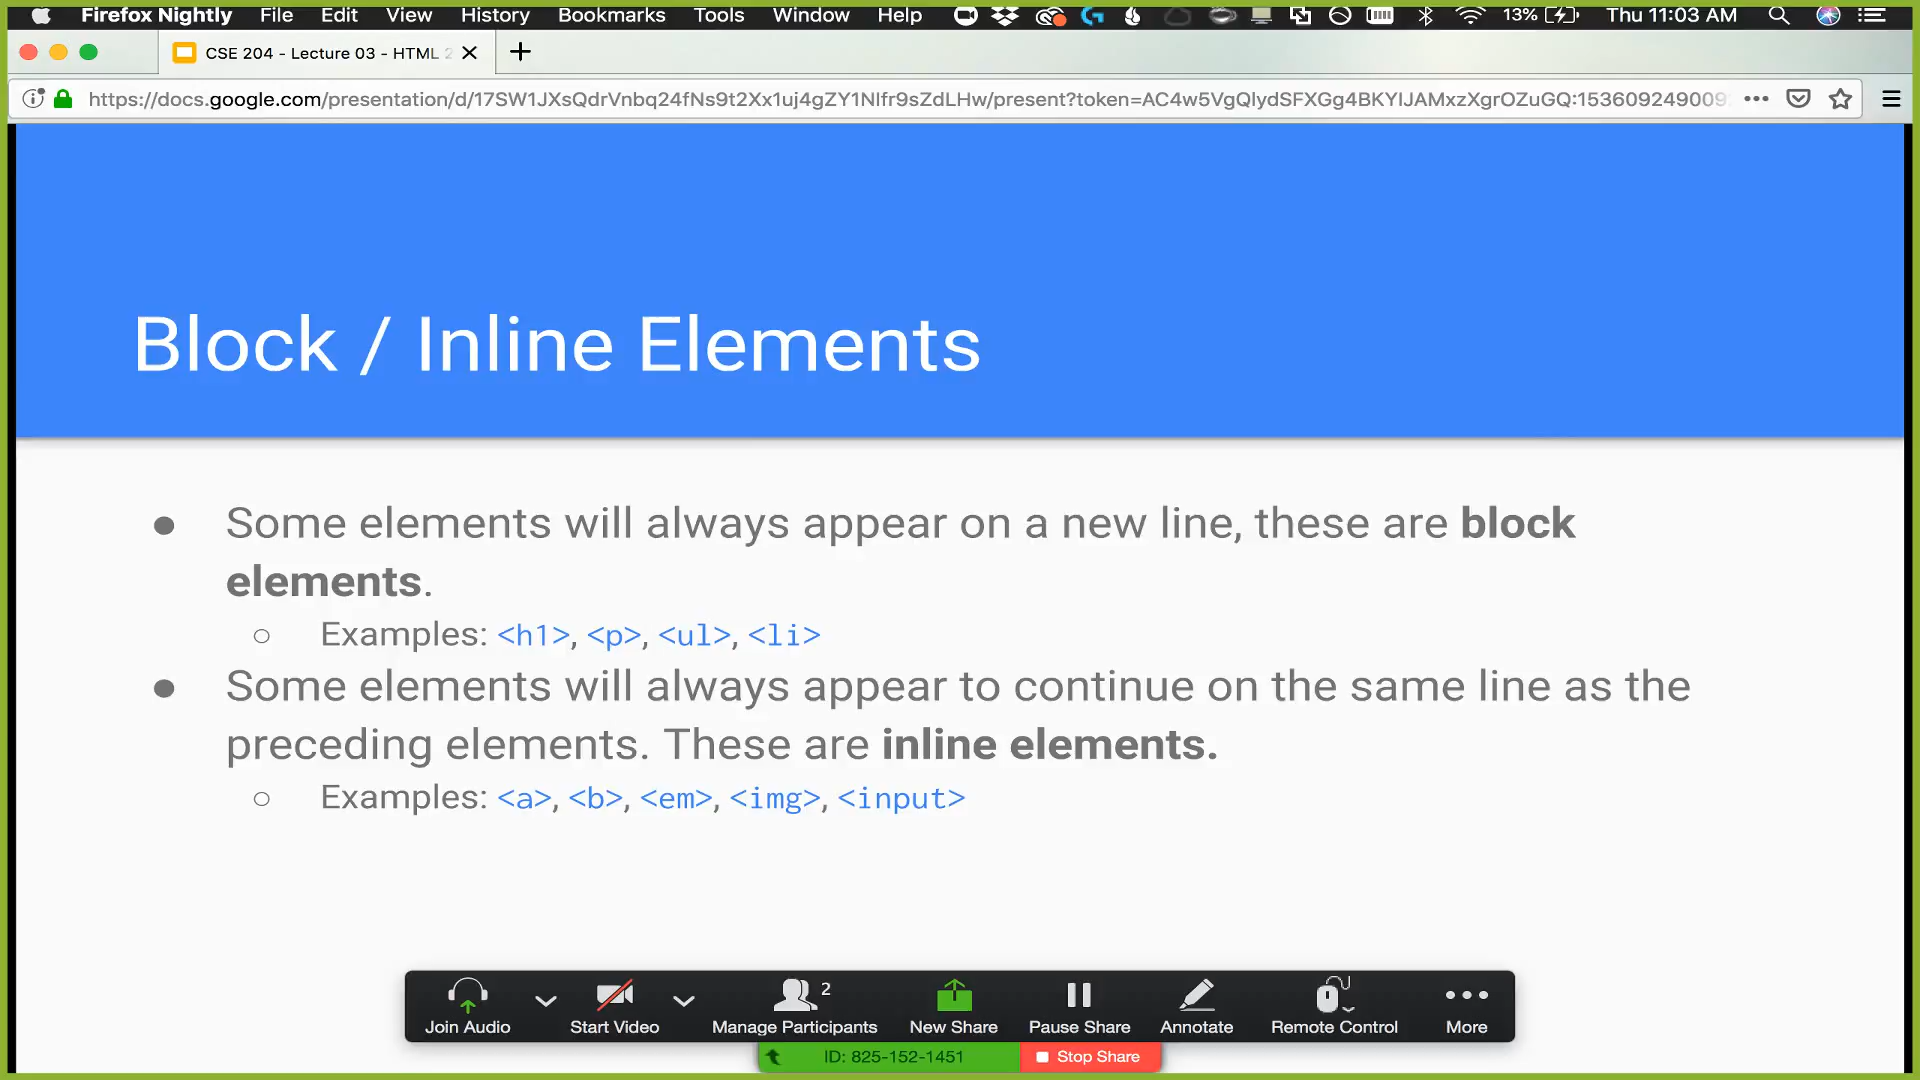 Firefox Nightly File Edit View History Bookmarks Tools Window Help 13% Thu 11:03 AM
CSE 204 - Lecture 03 - HTML 2
https://docs.google.com/presentation/d/17SW1JXsQdrVnbq24fNs9t2Xx1uj4gZY1NIfr9sZdLHw/present?token=AC4w5VgQlydSFXGg4BKYIJAMxzXgrOZuGQ:153609249009
Block / Inline Elements
● Some elements will always appear on a new line, these are block
elements.
○ Examples: <h1>, <p>, <ul>, <li>
● Some elements will always appear to continue on the same line as the
preceding elements. These are inline elements.
○ Examples: <a>, <b>, <em>, <img>, <input>
2
Join Audio Start Video Manage Participants New Share Pause Share Annotate Remote Control More
ID: 825-152-1451 Stop Share